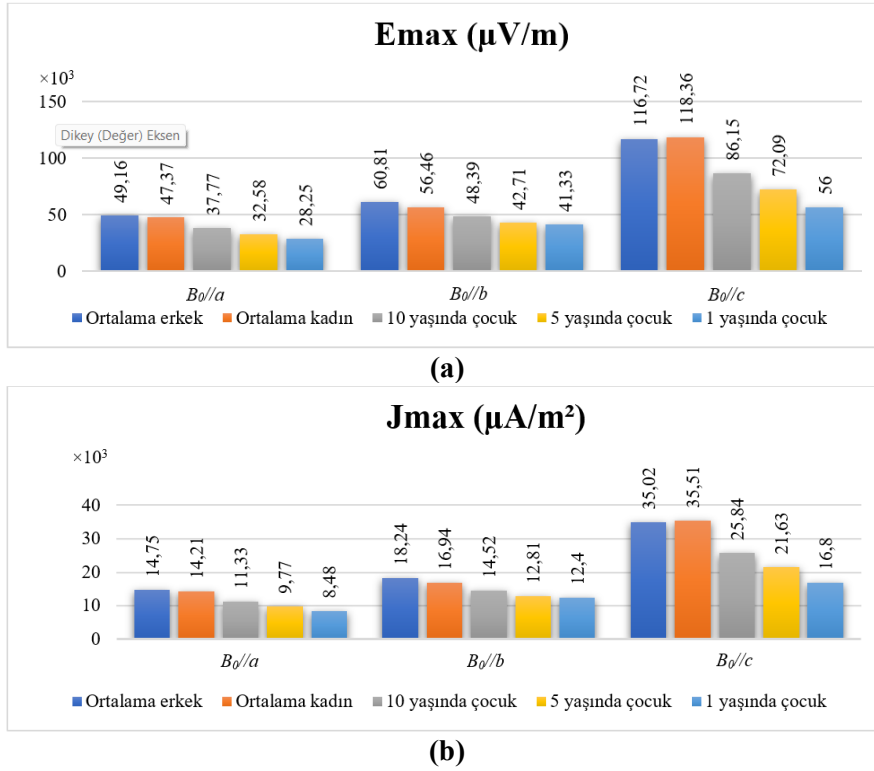 Emax (µV/m)
×10³
150
100
50
0
Dikey (Değer) Eksen
49,16
47,37
37,77
32,58
28,25
60,81
56,46
48,39
42,71
41,33
116,72
118,36
86,15
72,09
56
B₀//a
B₀//b
B₀//c
Ortalama erkek
Ortalama kadın
10 yaşında çocuk
5 yaşında çocuk
1 yaşında çocuk
(a)
Jmax (µA/m²)
×10³
40
30
20
10
0
14,75
14,21
11,33
9,77
8,48
18,24
16,94
14,52
12,81
12,4
35,02
35,51
25,84
21,63
16,8
B₀//a
B₀//b
B₀//c
Ortalama erkek
Ortalama kadın
10 yaşında çocuk
5 yaşında çocuk
1 yaşında çocuk
(b)